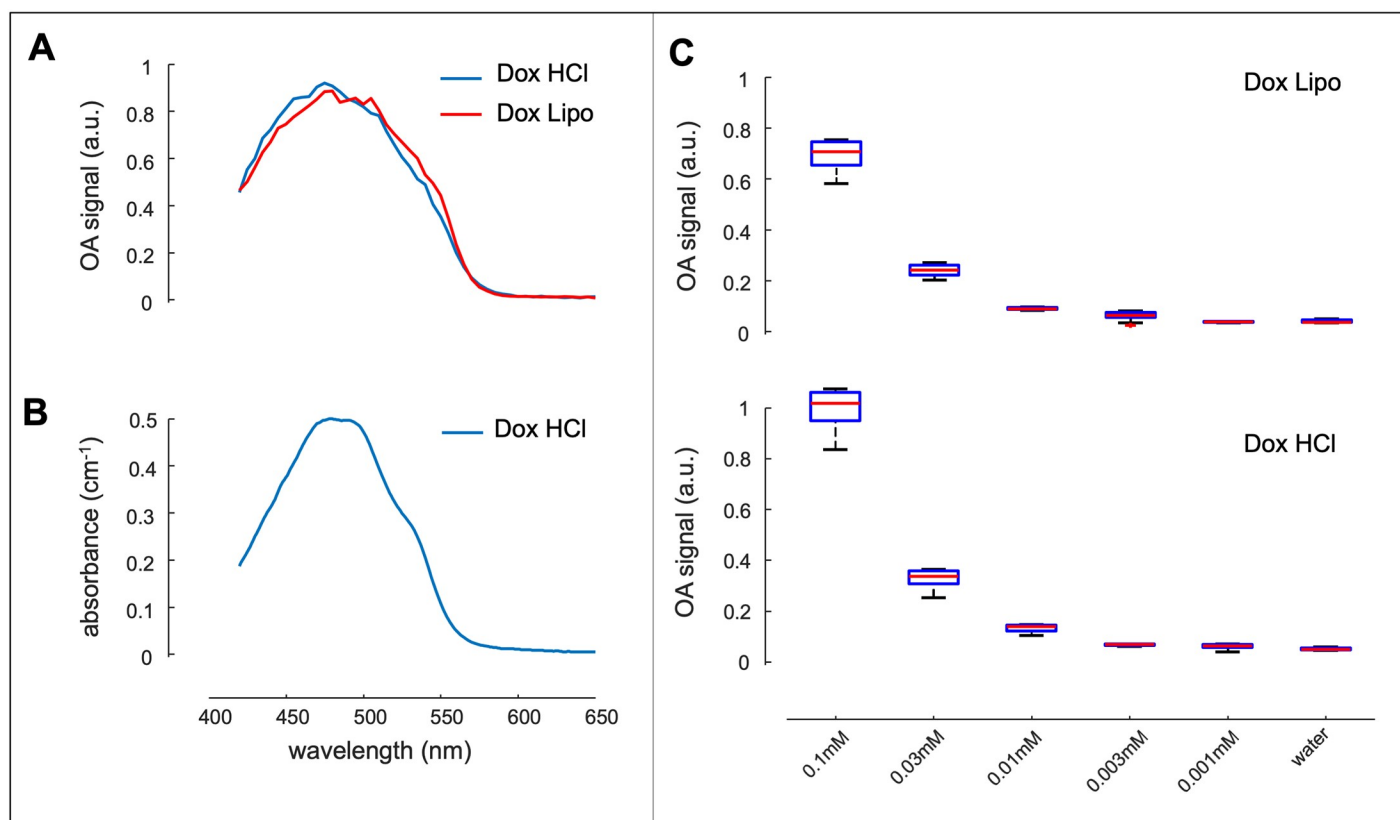 A
Dox HCl
Dox Lipo
OA signal (a.u.)
1
0.8
0.6
0.4
0.2
0
B
Dox HCl
absorbance (cm-1)
0.5
0.4
0.3
0.2
0.1
0
400 450 500 550 600 650
wavelength (nm)
C
Dox Lipo
OA signal (a.u.)
1
0.8
0.6
0.4
0.2
0
Dox HCl
OA signal (a.u.)
1
0.8
0.6
0.4
0.2
0
0.1mM 0.03mM 0.01mM 0.003mM 0.001mM water